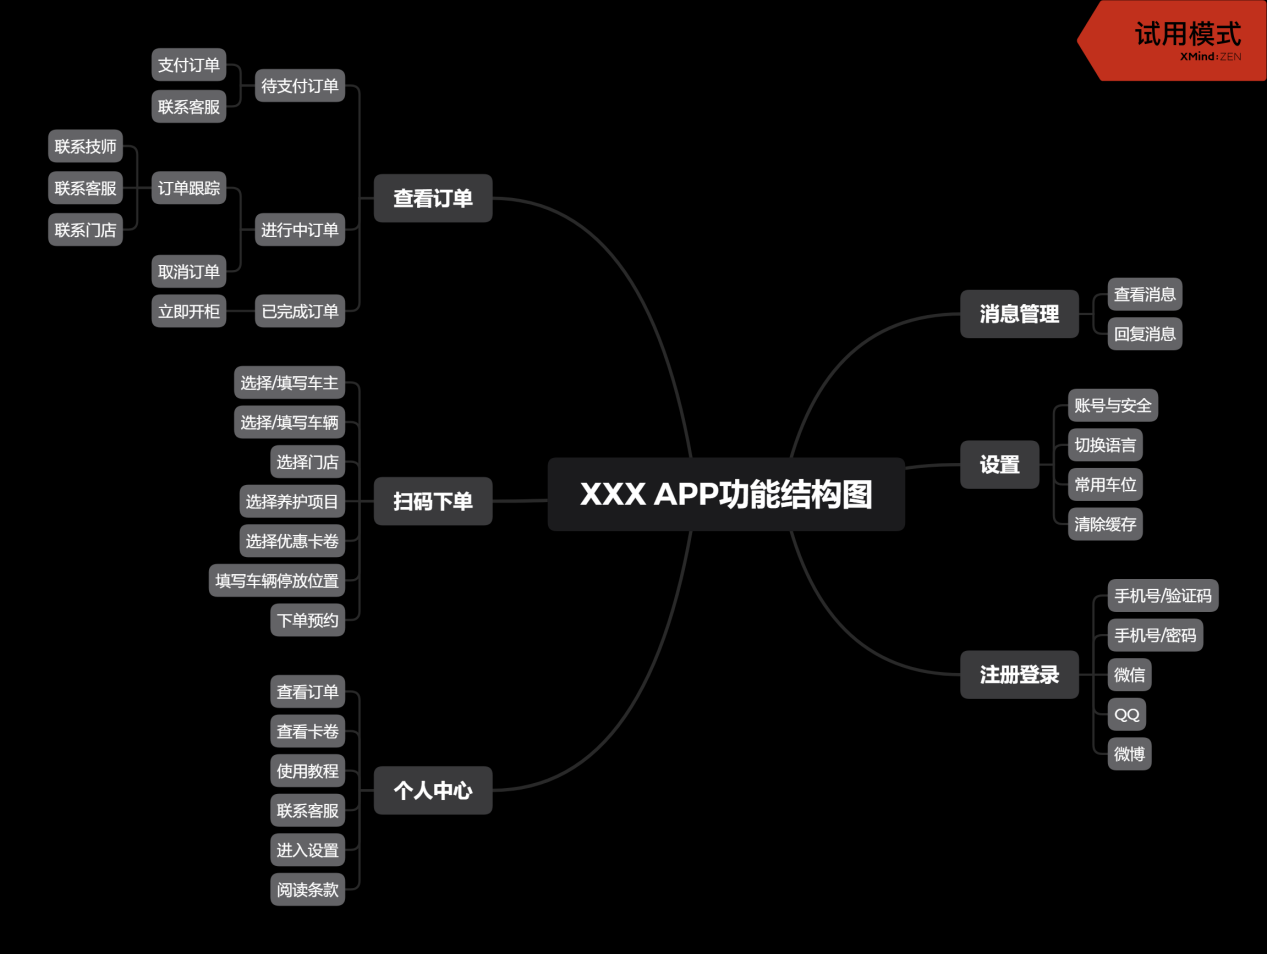 试用模式
XMind:ZEN
XXX APP功能结构图
查看订单
待支付订单
支付订单
联系客服
进行中订单
订单跟踪
联系技师
联系客服
联系门店
取消订单
已完成订单
立即开柜
扫码下单
选择/填写车主
选择/填写车辆
选择门店
选择养护项目
选择优惠卡卷
填写车辆停放位置
下单预约
个人中心
查看订单
查看卡卷
使用教程
联系客服
进入设置
阅读条款
消息管理
查看消息
回复消息
设置
账号与安全
切换语言
常用车位
清除缓存
注册登录
手机号/验证码
手机号/密码
微信
QQ
微博